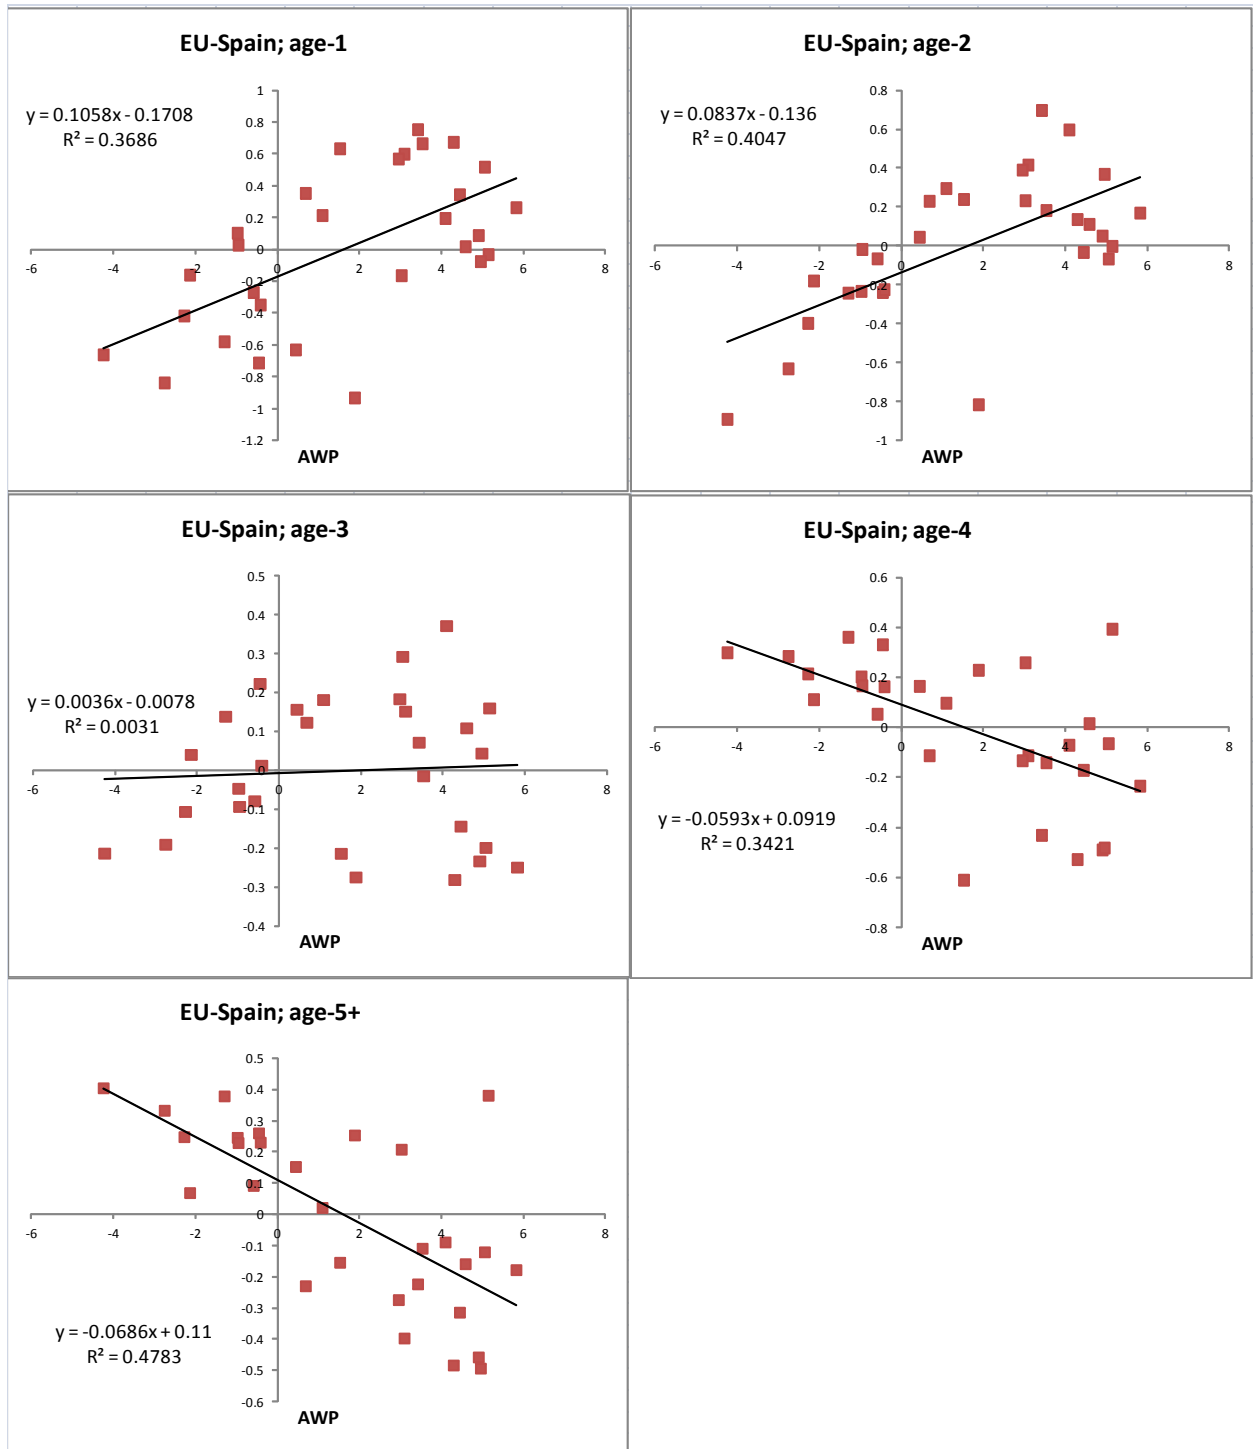 EU-Spain; age-1
y = 0.1058x - 0.1708
R² = 0.3686
1
0.8
0.6
0.4
0.2
0
-0.2
-0.4
-0.6
-0.8
-1
-1.2
-6 -4 -2 0 2 4 6 8
AWP
EU-Spain; age-2
y = 0.0837x - 0.136
R² = 0.4047
0.8
0.6
0.4
0.2
0
-0.2
-0.4
-0.6
-0.8
-1
-6 -4 -2 0 2 4 6 8
AWP
EU-Spain; age-3
y = 0.0036x - 0.0078
R² = 0.0031
0.5
0.4
0.3
0.2
0.1
0
-0.1
-0.2
-0.3
-0.4
-6 -4 -2 0 2 4 6 8
AWP
EU-Spain; age-4
y = -0.0593x + 0.0919
R² = 0.3421
0.6
0.4
0.2
0
-0.2
-0.4
-0.6
-0.8
-6 -4 -2 0 2 4 6 8
AWP
EU-Spain; age-5+
y = -0.0686x + 0.11
R² = 0.4783
0.5
0.4
0.3
0.2
0.1
0
-0.1
-0.2
-0.3
-0.4
-0.5
-0.6
-6 -4 -2 0 2 4 6 8
AWP